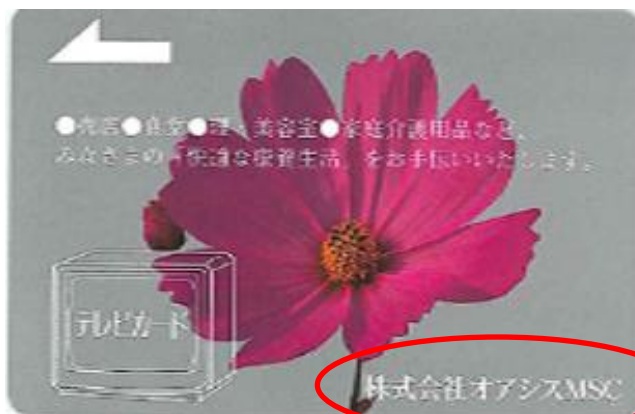 ●売店●食堂●理・美容室●家庭介護用品など、
みなさまの「快適な療養生活」をお手伝いいたします。
テレビカード
株式会社オアシスMSC